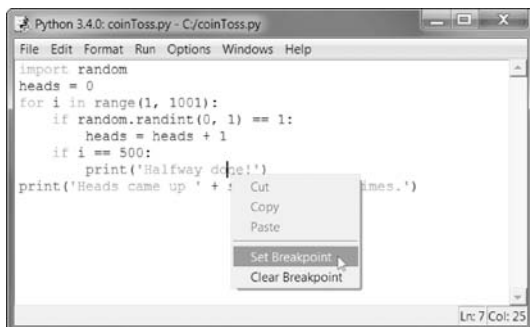 Python 3.4.0: coinToss.py - C:/coinToss.py
File Edit Format Run Options Windows Help
import random
heads = 0
for i in range(1, 1001):
    if random.randint(0, 1) == 1:
        heads = heads + 1
    if i == 500:
        print('Halfway done!')
print('Heads came up ' + imes.')
Cut
Copy
Paste
Set Breakpoint
Clear Breakpoint
Ln: 7 Col: 25